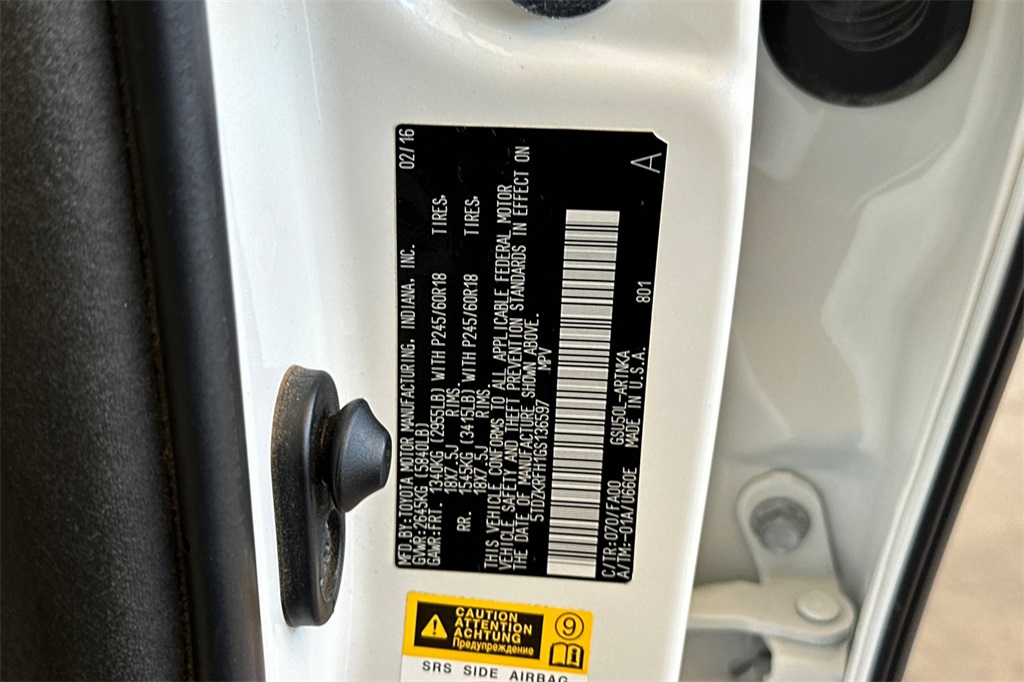 MFD.BY:TOYOTA MOTOR MANUFACTURING, INDIANA, INC. 02/16
GVWR:2645KG (5840LB)
GAWR:FRT. 1340KG (2955LB) WITH P245/60R18 TIRES,
18X7.5J RIMS.
RR. 1545KG (3415LB) WITH P245/60R18 TIRES,
18X7.5J RIMS.
THIS VEHICLE CONFORMS TO ALL APPLICABLE FEDERAL MOTOR
VEHICLE SAFETY AND THEFT PREVENTION STANDARDS IN EFFECT ON
THE DATE OF MANUFACTURE SHOWN ABOVE.
5TDZKRFH1GS136597 MPV
C/TR:070/FA00 GSU50L-ARTNKA 801
A/TM:-01A/U660E MADE IN U.S.A.
A
CAUTION
ATTENTION
ACHTUNG
Предупреждение
9
SRS SIDE AIRBAG